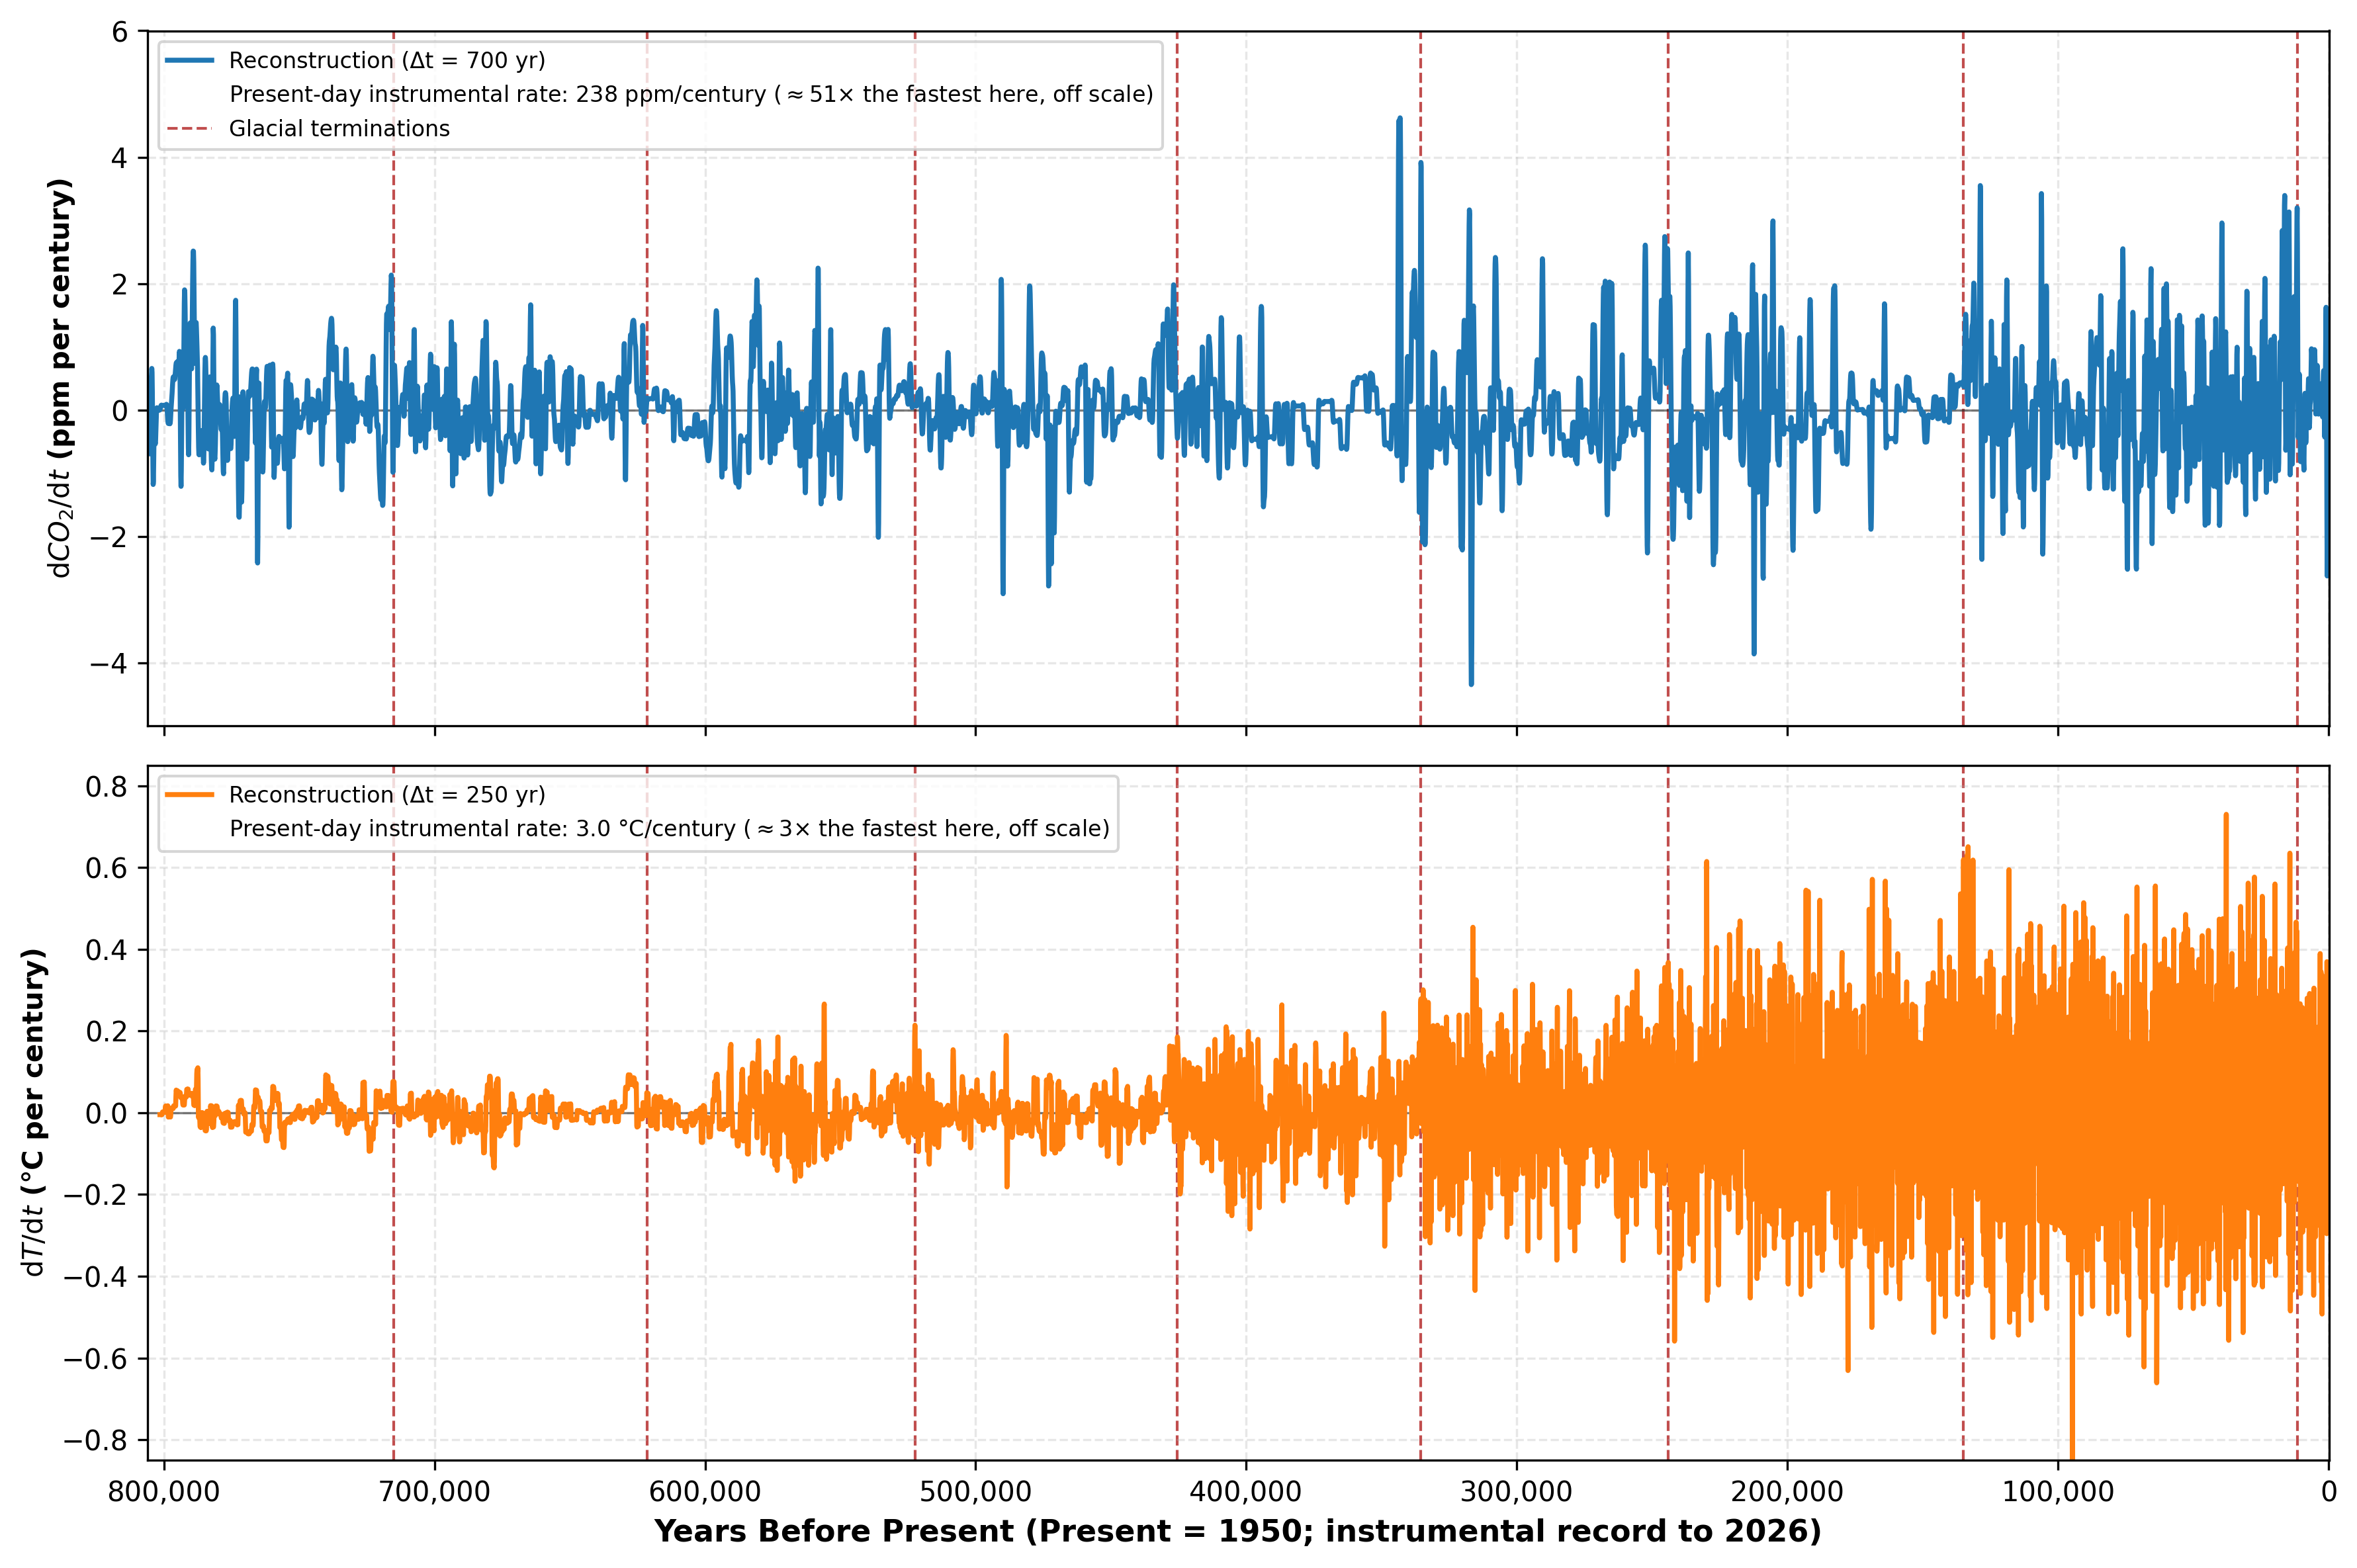 6
4
2
0
−2
−4
dCO₂/dt (ppm per century)
Reconstruction (Δt = 700 yr)
Present-day instrumental rate: 238 ppm/century (≈51× the fastest here, off scale)
Glacial terminations
0.8
0.6
0.4
0.2
0.0
−0.2
−0.4
−0.6
−0.8
dT/dt (°C per century)
Reconstruction (Δt = 250 yr)
Present-day instrumental rate: 3.0 °C/century (≈3× the fastest here, off scale)
800,000 700,000 600,000 500,000 400,000 300,000 200,000 100,000 0
Years Before Present (Present = 1950; instrumental record to 2026)